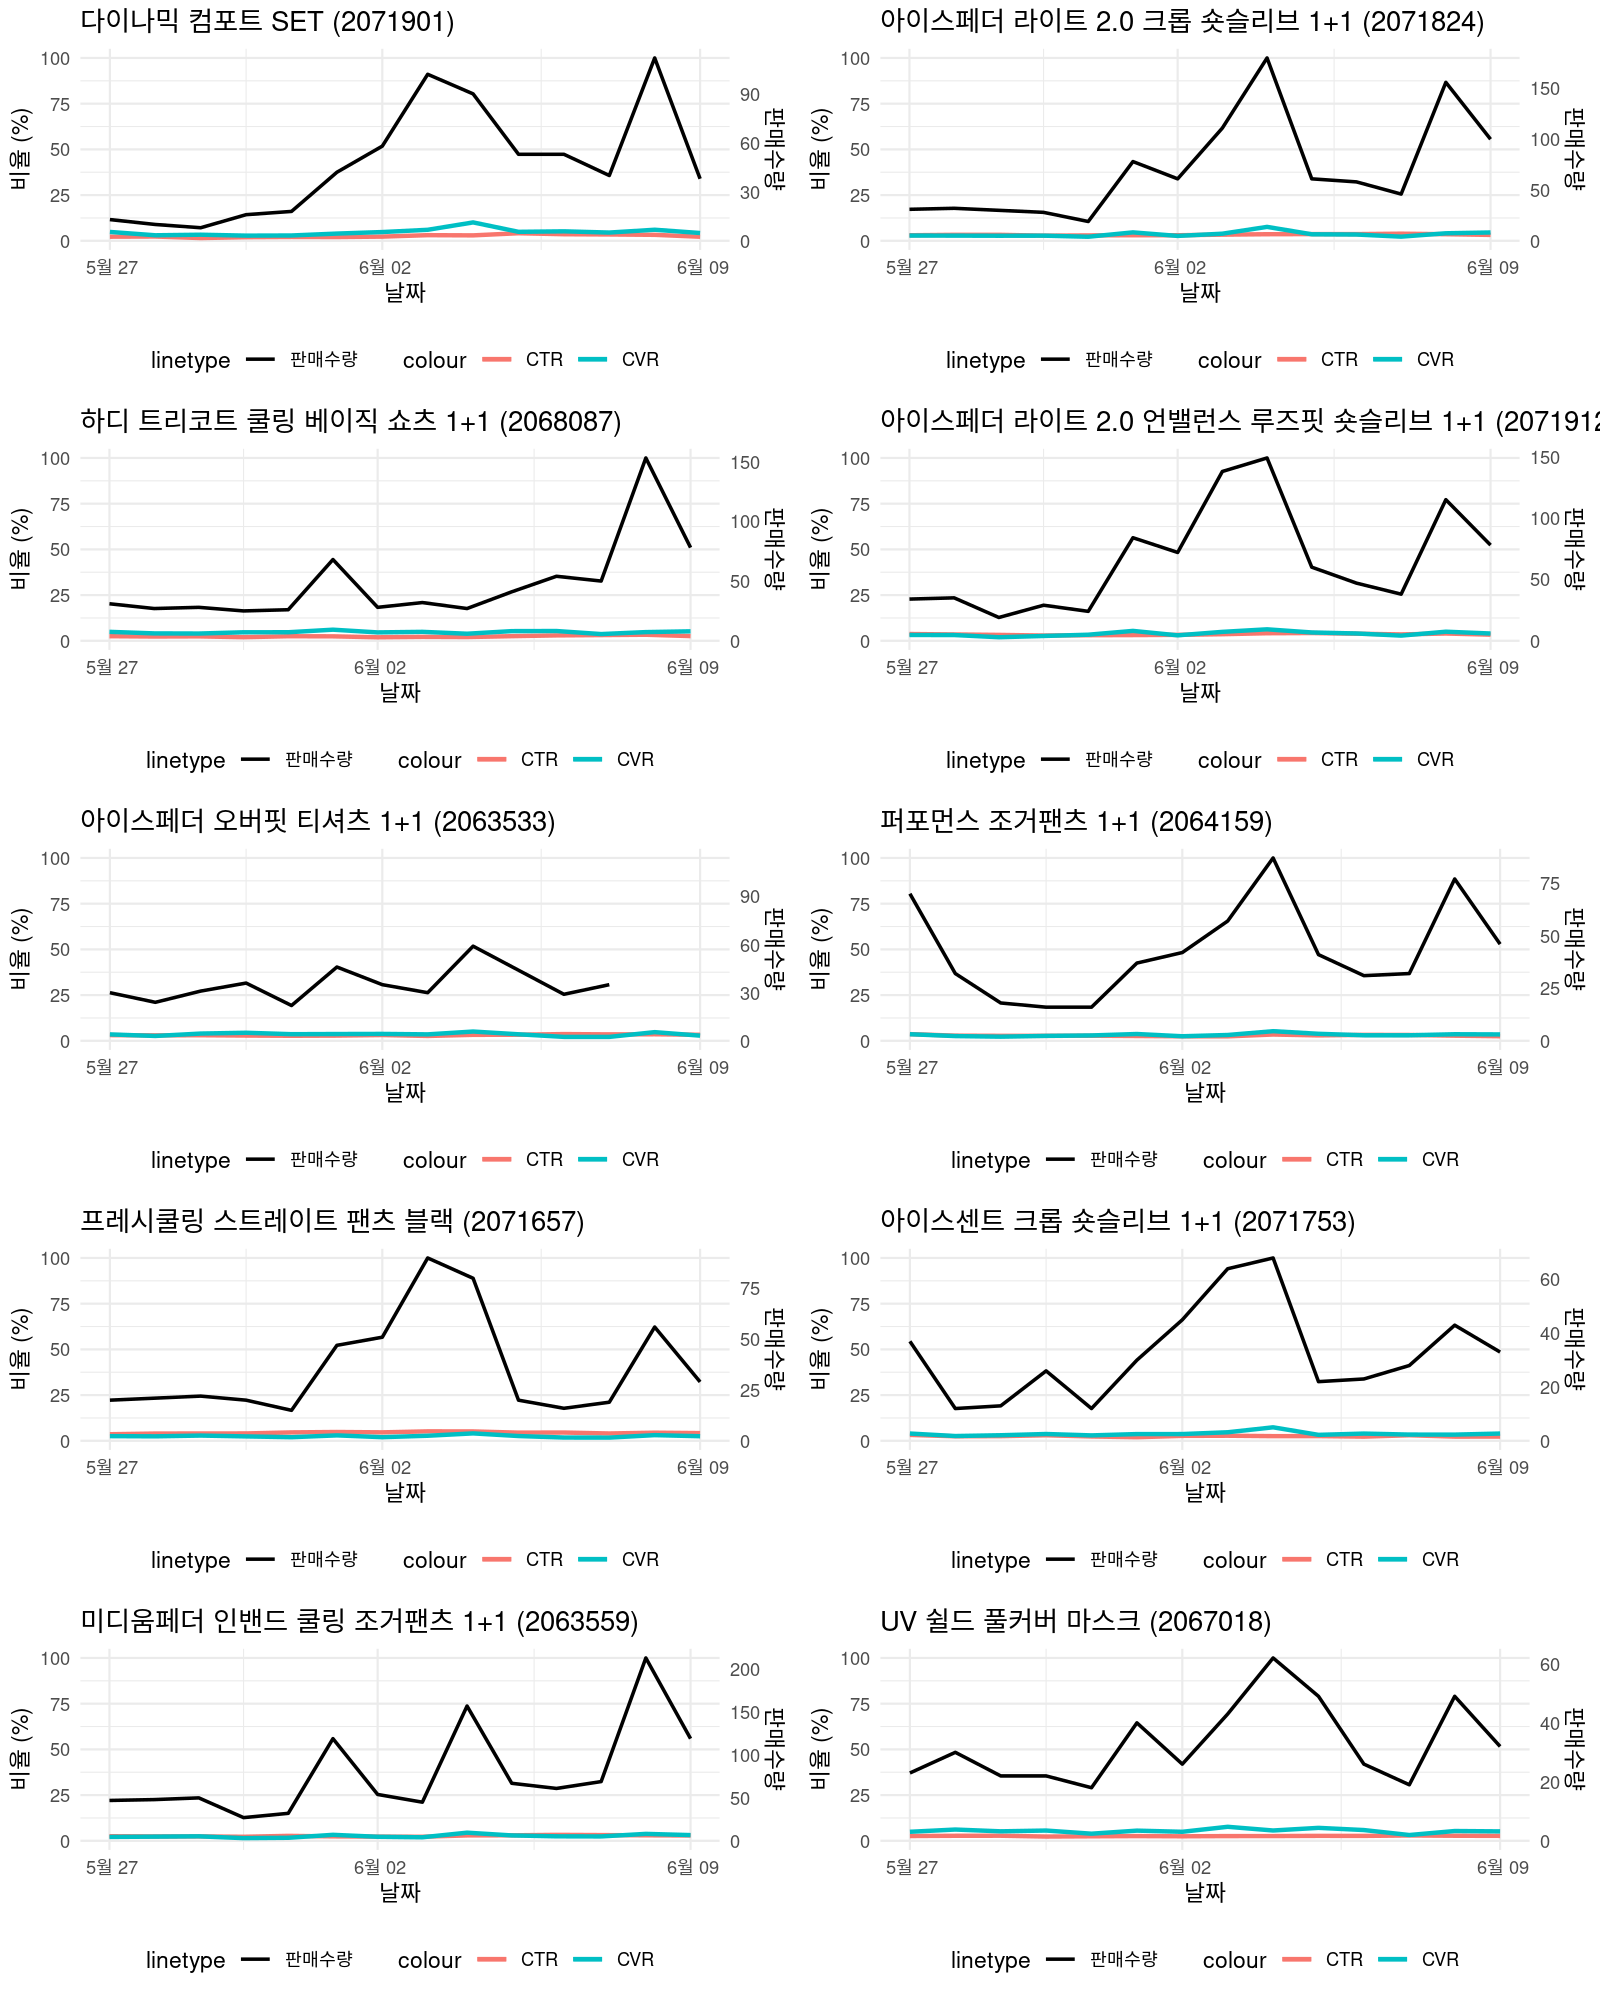 다이나믹 컴포트 SET (2071901)
비율 (%)
100
75
50
25
0
90
60
30
0
판매수량
5월 27
6월 02
6월 09
날짜
linetype 판매수량 colour CTR CVR
아이스페더 라이트 2.0 크롭 숏슬리브 1+1 (2071824)
비율 (%)
100
75
50
25
0
150
100
50
0
판매수량
5월 27
6월 02
6월 09
날짜
linetype 판매수량 colour CTR CVR
하디 트리코트 쿨링 베이직 쇼츠 1+1 (2068087)
비율 (%)
100
75
50
25
0
150
100
50
0
판매수량
5월 27
6월 02
6월 09
날짜
linetype 판매수량 colour CTR CVR
아이스페더 라이트 2.0 언밸런스 루즈핏 숏슬리브 1+1 (2071912
비율 (%)
100
75
50
25
0
150
100
50
0
판매수량
5월 27
6월 02
6월 09
날짜
linetype 판매수량 colour CTR CVR
아이스페더 오버핏 티셔츠 1+1 (2063533)
비율 (%)
100
75
50
25
0
90
60
30
0
판매수량
5월 27
6월 02
6월 09
날짜
linetype 판매수량 colour CTR CVR
퍼포먼스 조거팬츠 1+1 (2064159)
비율 (%)
100
75
50
25
0
75
50
25
0
판매수량
5월 27
6월 02
6월 09
날짜
linetype 판매수량 colour CTR CVR
프레시쿨링 스트레이트 팬츠 블랙 (2071657)
비율 (%)
100
75
50
25
0
75
50
25
0
판매수량
5월 27
6월 02
6월 09
날짜
linetype 판매수량 colour CTR CVR
아이스센트 크롭 숏슬리브 1+1 (2071753)
비율 (%)
100
75
50
25
0
60
40
20
0
판매수량
5월 27
6월 02
6월 09
날짜
linetype 판매수량 colour CTR CVR
미디움페더 인밴드 쿨링 조거팬츠 1+1 (2063559)
비율 (%)
100
75
50
25
0
200
150
100
50
0
판매수량
5월 27
6월 02
6월 09
날짜
linetype 판매수량 colour CTR CVR
UV 쉴드 풀커버 마스크 (2067018)
비율 (%)
100
75
50
25
0
60
40
20
0
판매수량
5월 27
6월 02
6월 09
날짜
linetype 판매수량 colour CTR CVR